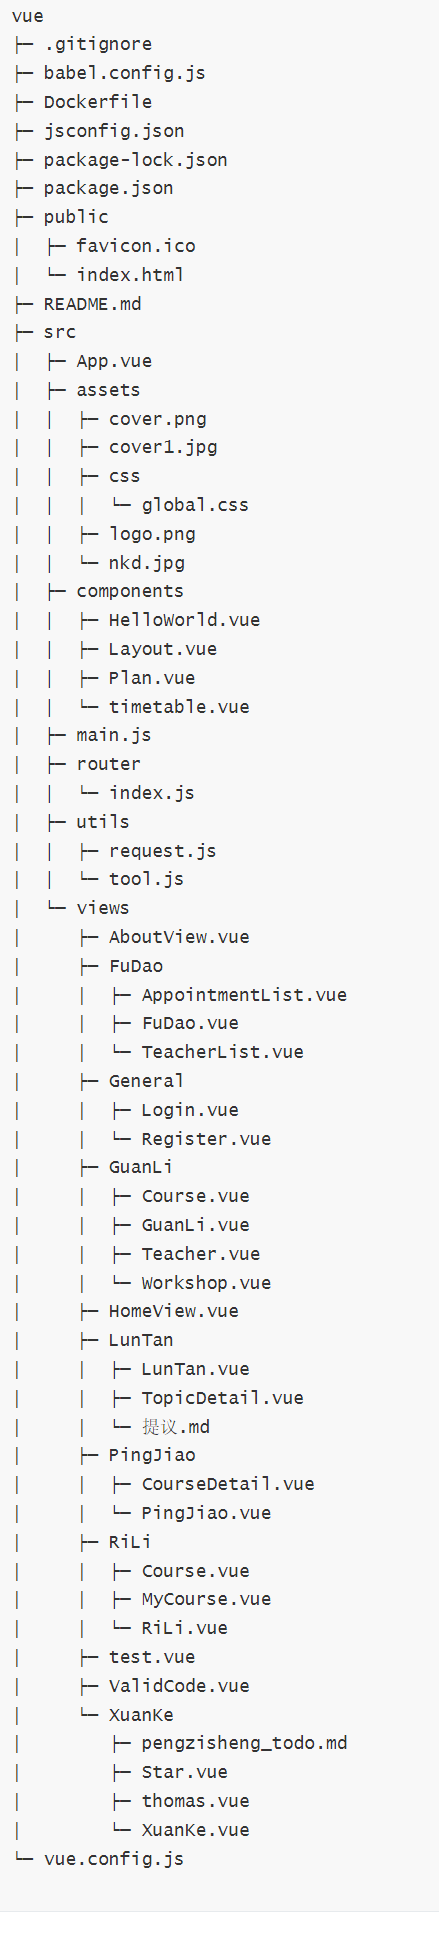 vue
├─ .gitignore
├─ babel.config.js
├─ Dockerfile
├─ jsconfig.json
├─ package-lock.json
├─ package.json
├─ public
│  ├─ favicon.ico
│  └─ index.html
├─ README.md
├─ src
│  ├─ App.vue
│  ├─ assets
│  │  ├─ cover.png
│  │  ├─ cover1.jpg
│  │  ├─ css
│  │  │  └─ global.css
│  │  ├─ logo.png
│  │  └─ nkd.jpg
│  ├─ components
│  │  ├─ HelloWorld.vue
│  │  ├─ Layout.vue
│  │  ├─ Plan.vue
│  │  └─ timetable.vue
│  ├─ main.js
│  ├─ router
│  │  └─ index.js
│  ├─ utils
│  │  ├─ request.js
│  │  └─ tool.js
│  └─ views
│     ├─ AboutView.vue
│     ├─ FuDao
│     │  ├─ AppointmentList.vue
│     │  ├─ FuDao.vue
│     │  └─ TeacherList.vue
│     ├─ General
│     │  ├─ Login.vue
│     │  └─ Register.vue
│     ├─ GuanLi
│     │  ├─ Course.vue
│     │  ├─ GuanLi.vue
│     │  ├─ Teacher.vue
│     │  └─ Workshop.vue
│     ├─ HomeView.vue
│     ├─ LunTan
│     │  ├─ LunTan.vue
│     │  ├─ TopicDetail.vue
│     │  └─ 提议.md
│     ├─ PingJiao
│     │  ├─ CourseDetail.vue
│     │  └─ PingJiao.vue
│     ├─ RiLi
│     │  ├─ Course.vue
│     │  ├─ MyCourse.vue
│     │  └─ RiLi.vue
│     ├─ test.vue
│     ├─ ValidCode.vue
│     └─ XuanKe
│        ├─ pengzisheng_todo.md
│        ├─ Star.vue
│        ├─ thomas.vue
│        └─ XuanKe.vue
└─ vue.config.js